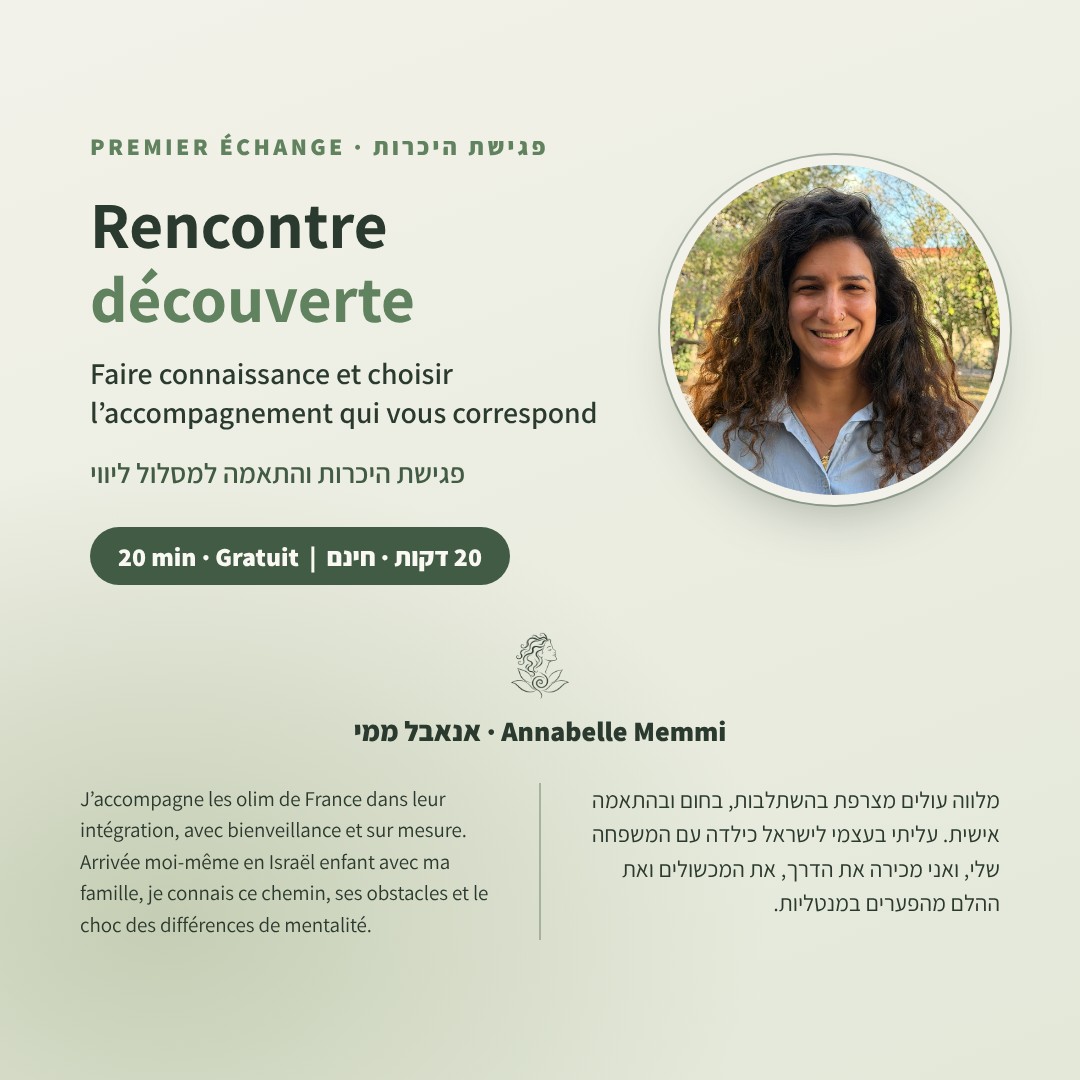 PREMIER ÉCHANGE · פגישת היכרות
Rencontre
découverte
Faire connaissance et choisir
l’accompagnement qui vous correspond
פגישת היכרות והתאמה למסלול ליווי
20 min · Gratuit | 20 דקות · חינם
אנאבל ממי · Annabelle Memmi
J’accompagne les olim de France dans leur
intégration, avec bienveillance et sur mesure.
Arrivée moi-même en Israël enfant avec ma
famille, je connais ce chemin, ses obstacles et le
choc des différences de mentalité.
מלווה עולים מצרפת בהשתלבות, בחום ובהתאמה
אישית. עליתי בעצמי לישראל כילדה עם המשפחה
שלי, ואני מכירה את הדרך, את המכשולים ואת
ההלם מהפערים במנטליות.